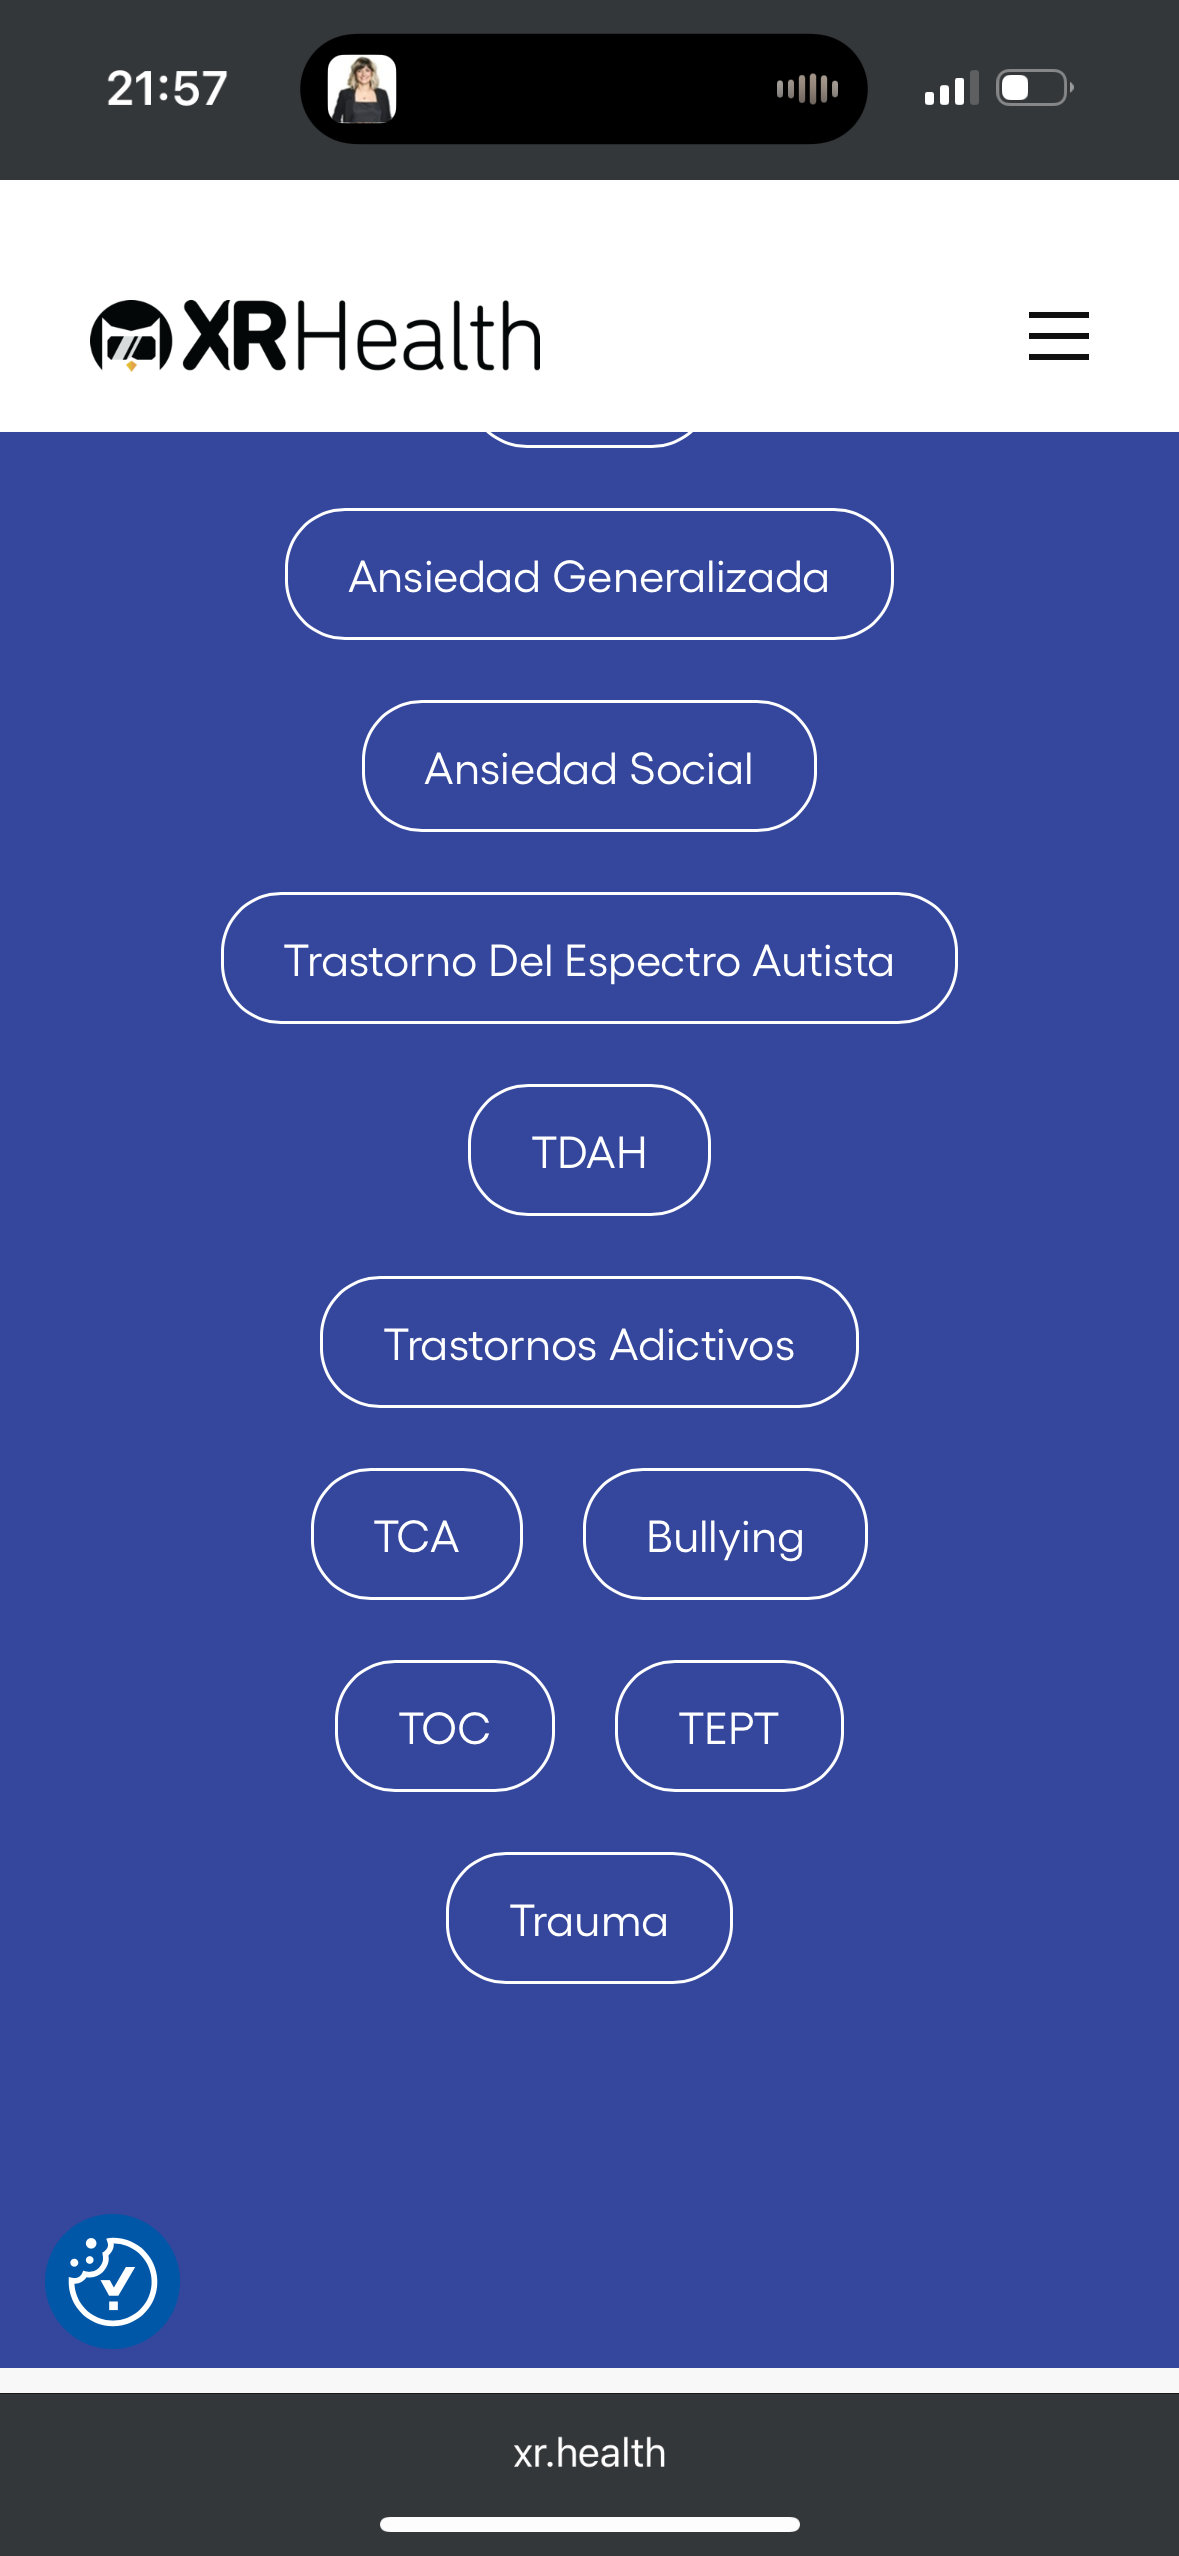 21:57
XRHealth
Ansiedad Generalizada
Ansiedad Social
Trastorno Del Espectro Autista
TDAH
Trastornos Adictivos
TCA Bullying
TOC TEPT
Trauma
xr.health